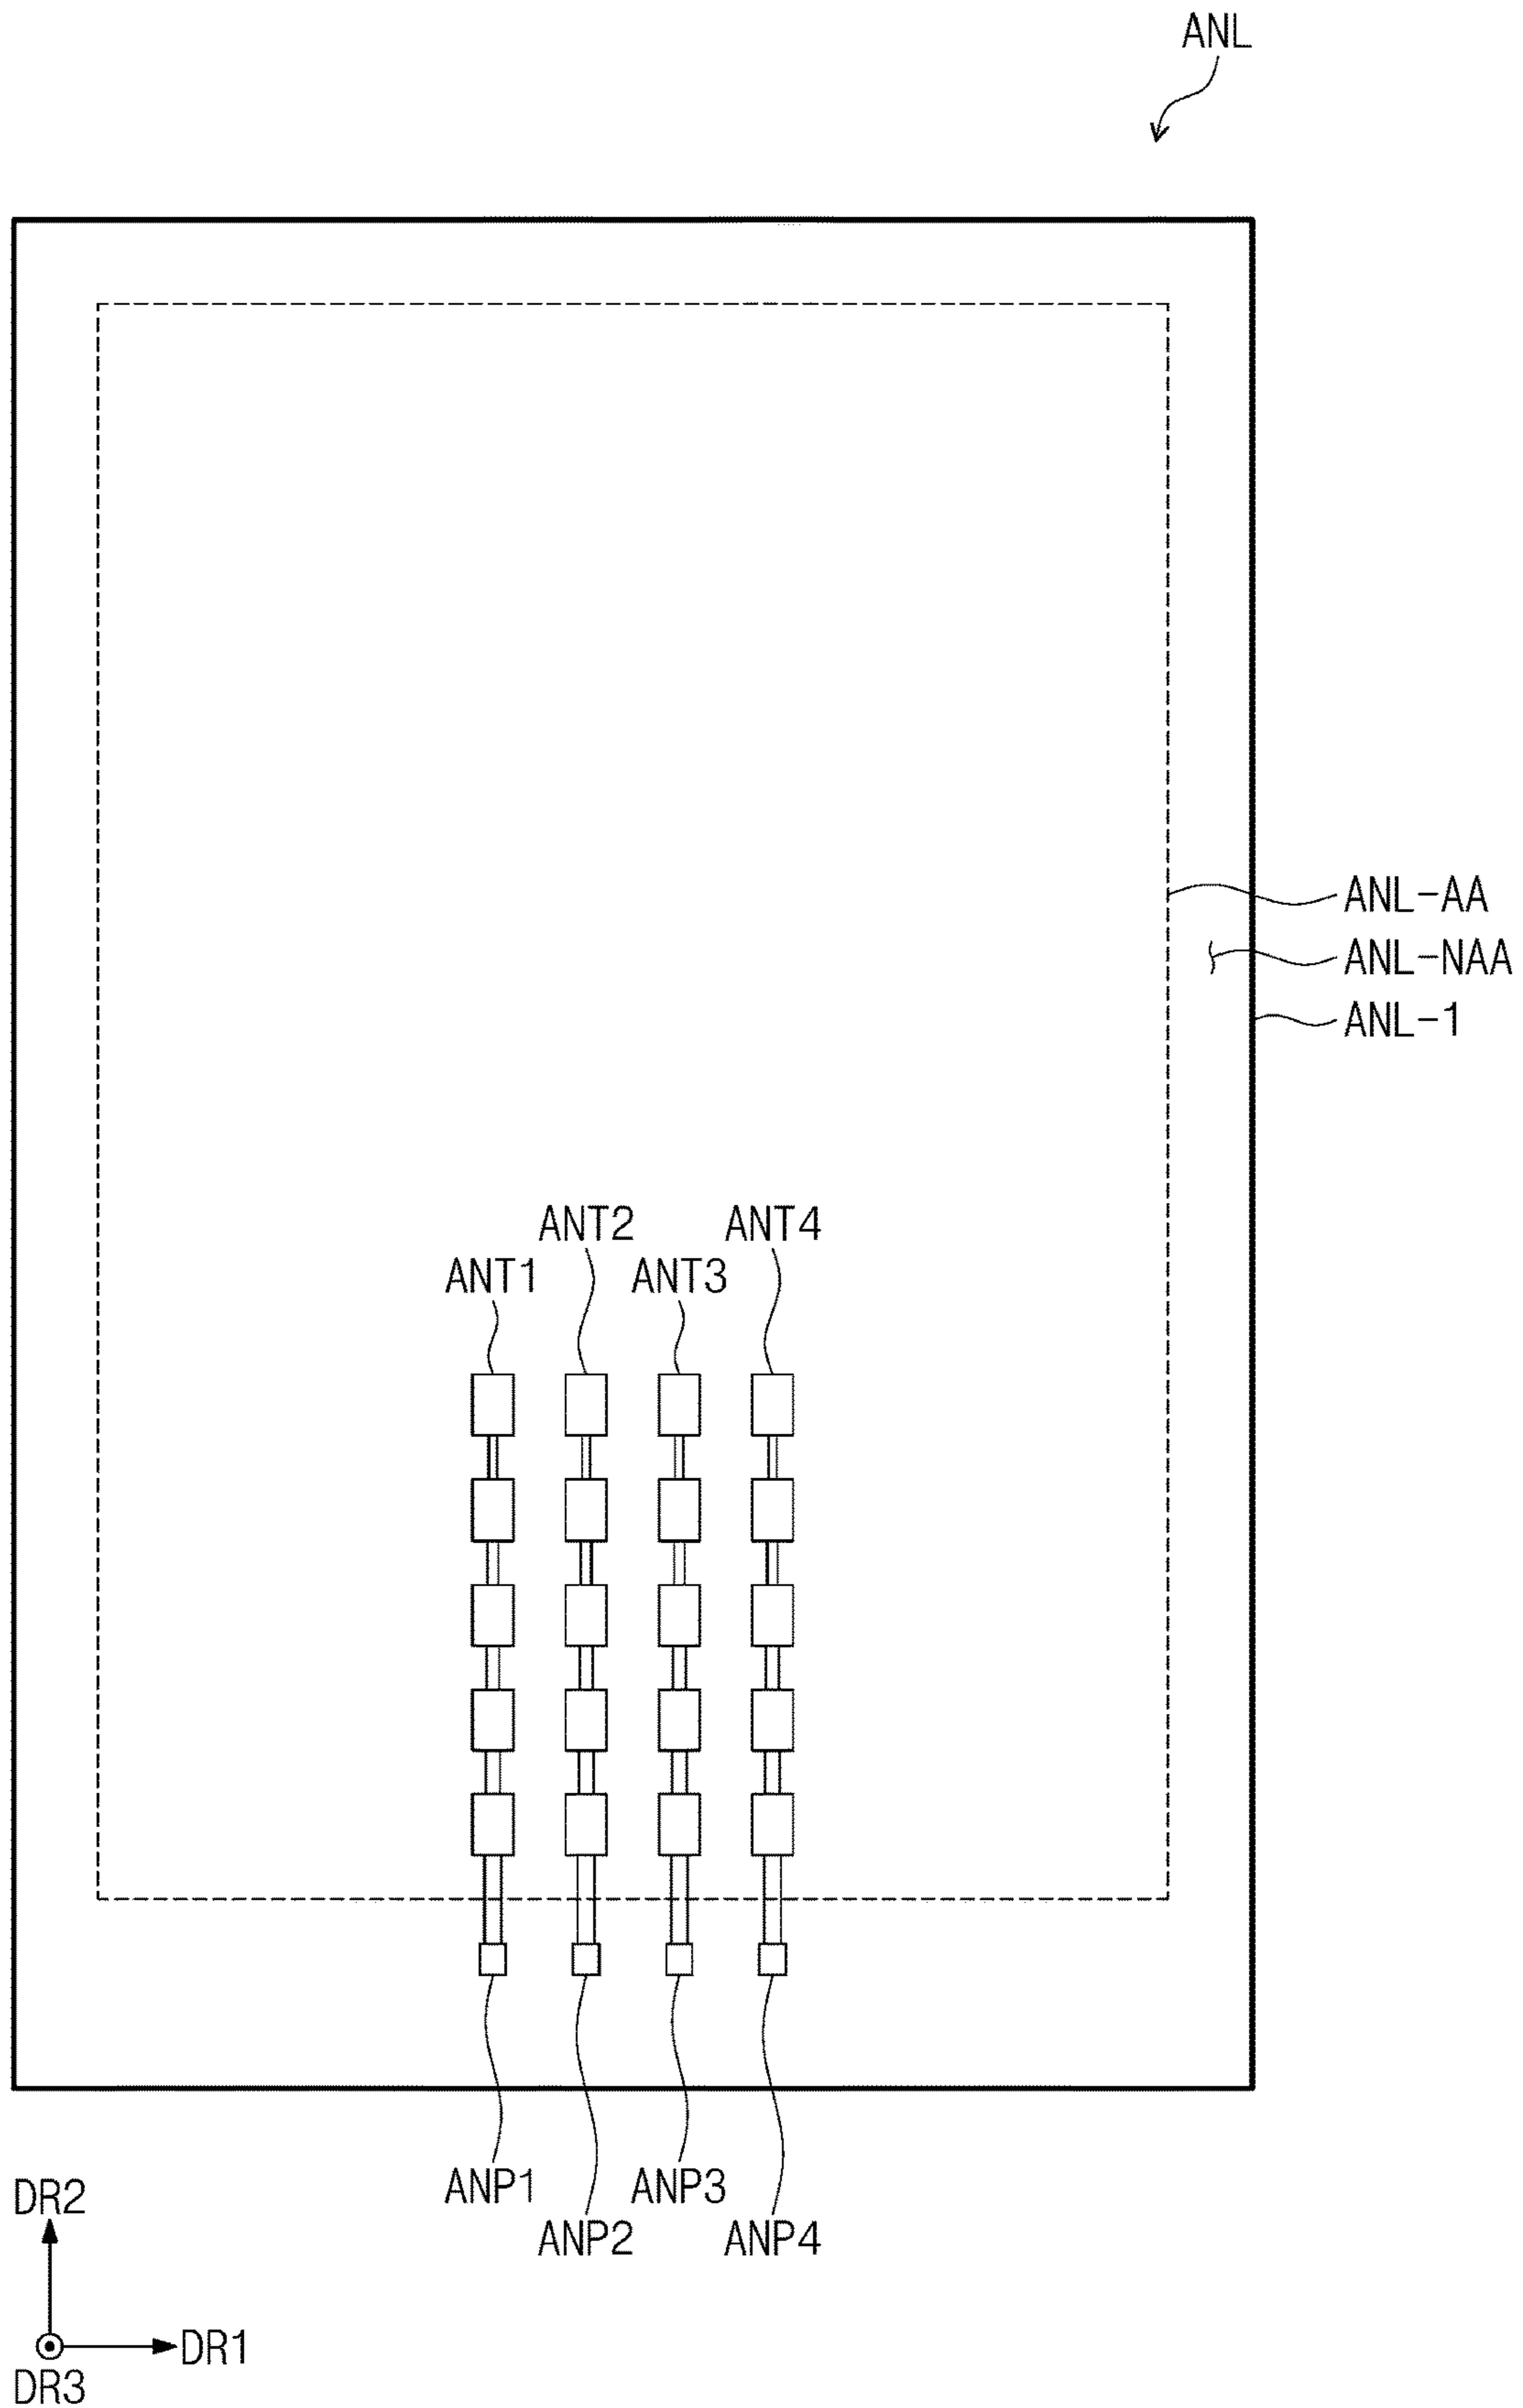 ANL
ANL-AA
ANL-NAA
ANL-1
ANT2 ANT4
ANT1 ANT3
ANP1 ANP3
ANP2 ANP4
DR2
DR1
DR3